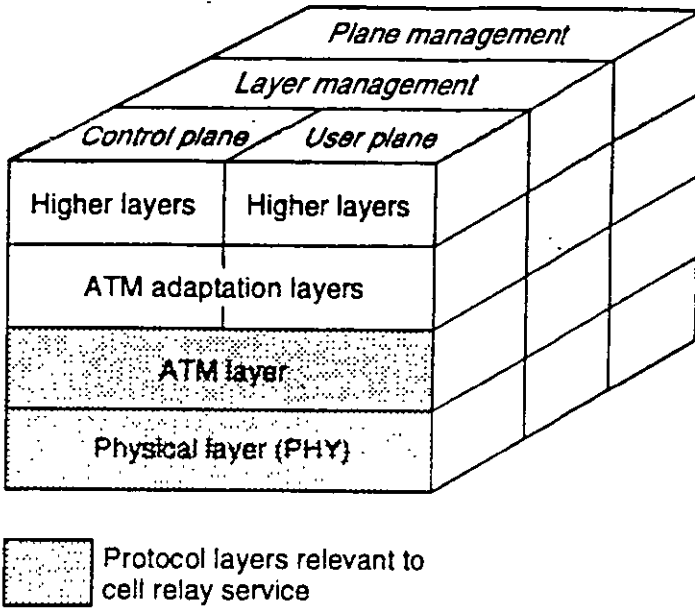 Plane management
Layer management
Control plane User plane
Higher layers Higher layers
ATM adaptation layers
ATM layer
Physical layer (PHY)
Protocol layers relevant to
cell relay service